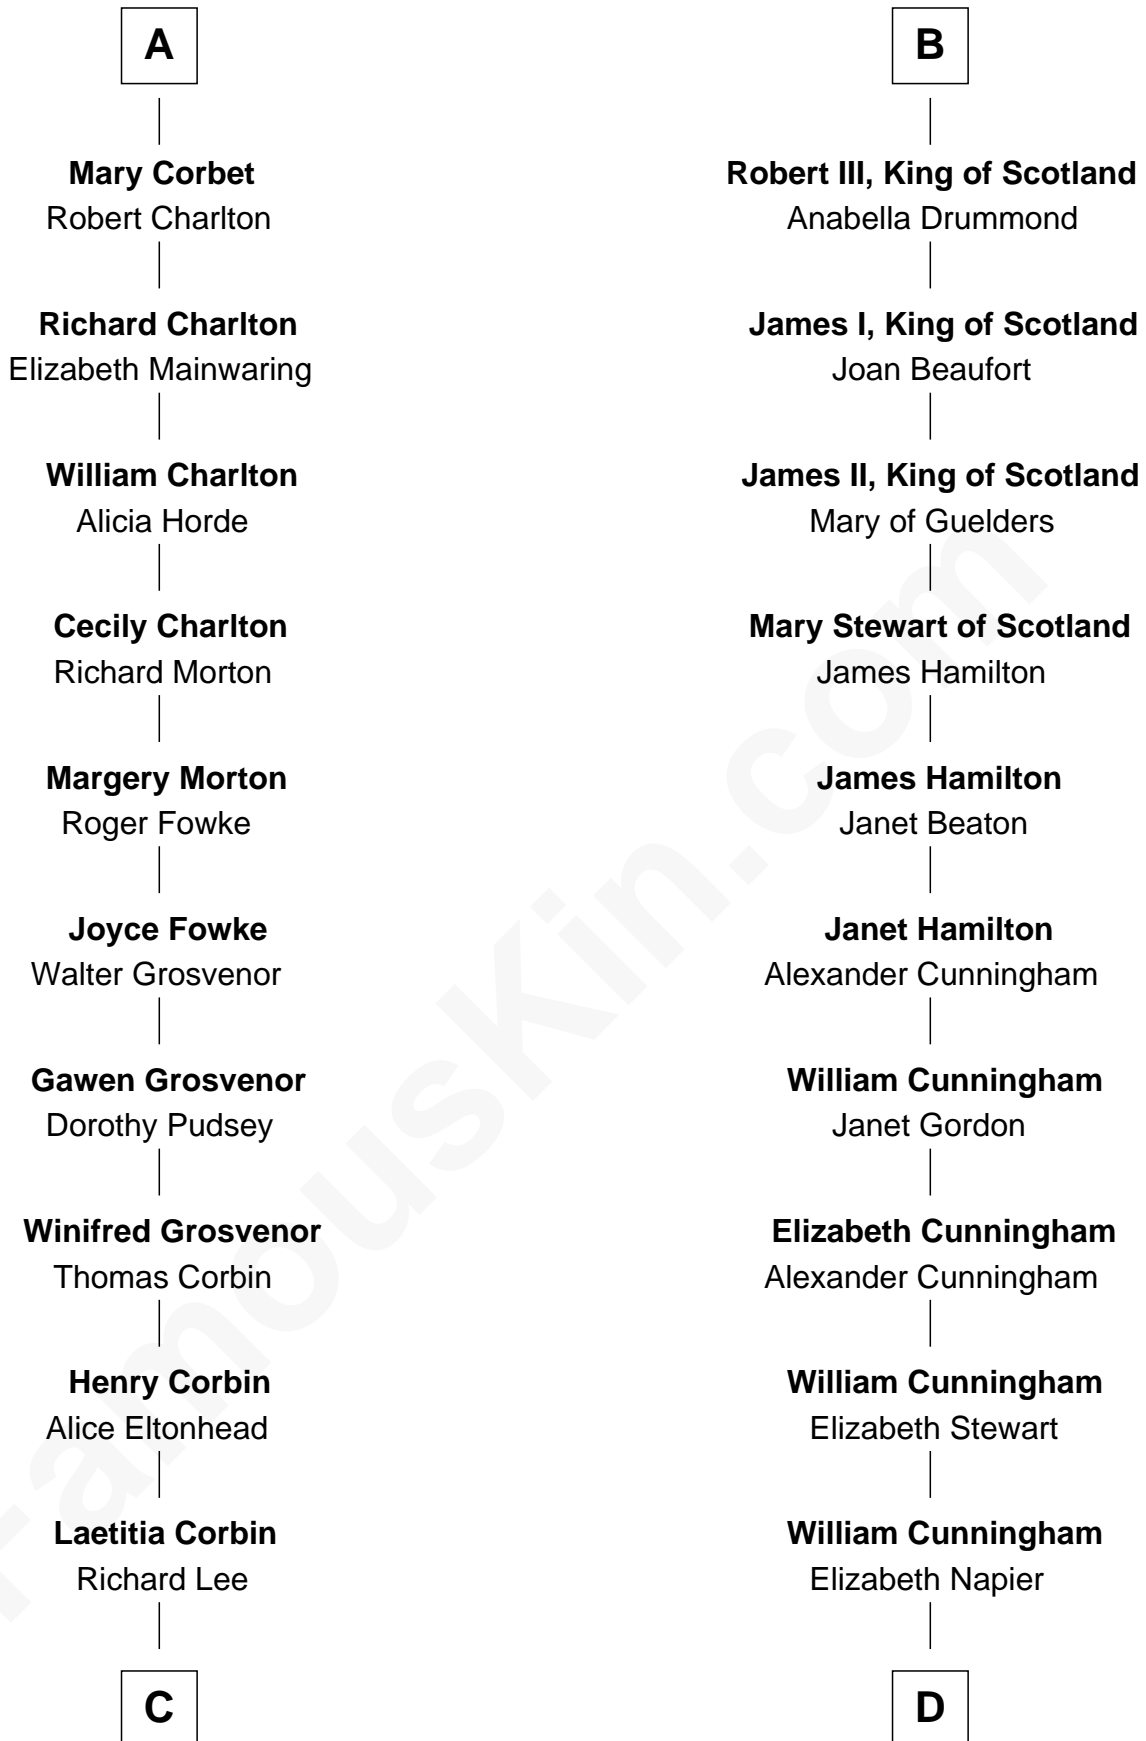 A
Mary Corbet
Robert Charlton
Richard Charlton
Elizabeth Mainwaring
William Charlton
Alicia Horde
Cecily Charlton
Richard Morton
Margery Morton
Roger Fowke
Joyce Fowke
Walter Grosvenor
Gawen Grosvenor
Dorothy Pudsey
Winifred Grosvenor
Thomas Corbin
Henry Corbin
Alice Eltonhead
Laetitia Corbin
Richard Lee
C
B
Robert III, King of Scotland
Anabella Drummond
James I, King of Scotland
Joan Beaufort
James II, King of Scotland
Mary of Guelders
Mary Stewart of Scotland
James Hamilton
James Hamilton
Janet Beaton
Janet Hamilton
Alexander Cunningham
William Cunningham
Janet Gordon
Elizabeth Cunningham
Alexander Cunningham
William Cunningham
Elizabeth Stewart
William Cunningham
Elizabeth Napier
D
FamousKin.com